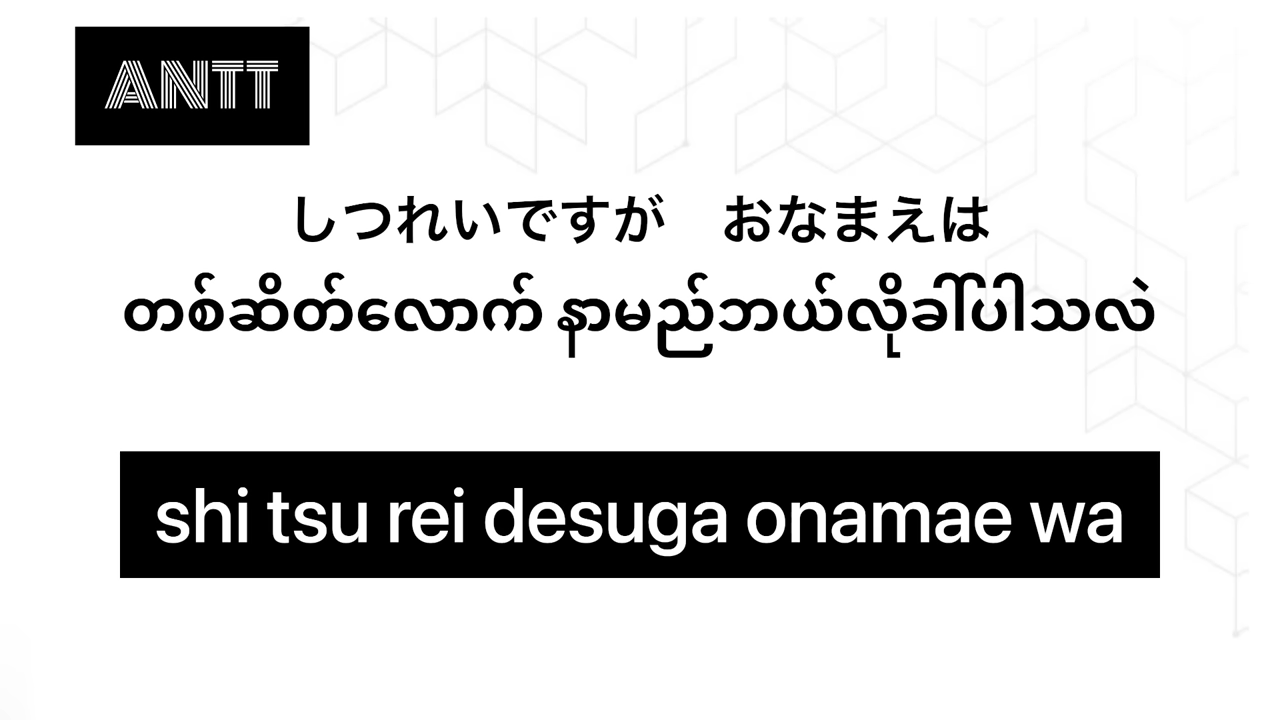 ANTT
しつれいですが　おなまえは
တစ်ဆိတ်လောက် နာမည်ဘယ်လိုခေါ်ပါသလဲ
shi tsu rei desuga onamae wa